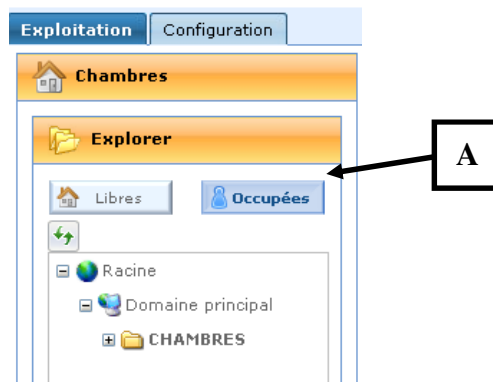 Exploitation Configuration
Chambres
Explorer
A
Libres Occupées
Racine
Domaine principal
CHAMBRES